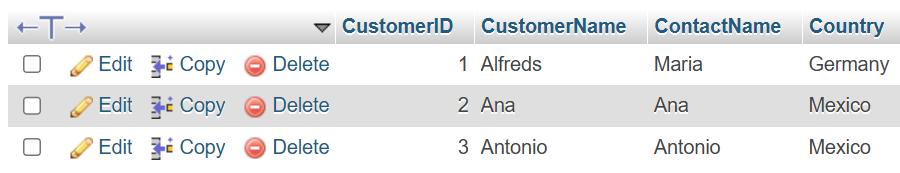 CustomerID CustomerName ContactName Country
Edit Copy Delete 1 Alfreds Maria Germany
Edit Copy Delete 2 Ana Ana Mexico
Edit Copy Delete 3 Antonio Antonio Mexico